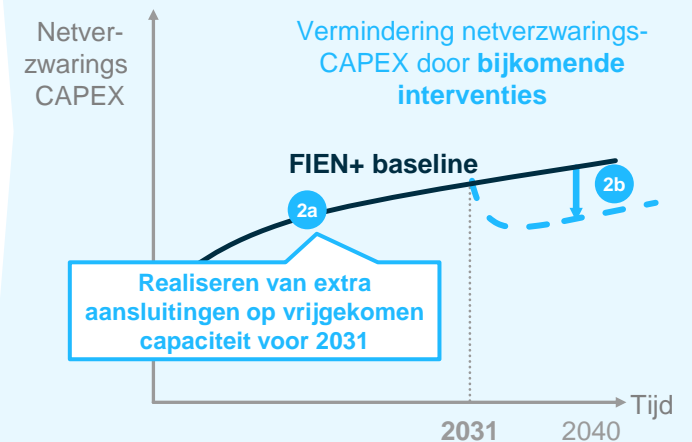 Netver-
zwarings
CAPEX
Vermindering netverzwarings-
CAPEX door bijkomende
interventies
FIEN+ baseline
2a
2b
Realiseren van extra
aansluitingen op vrijgekomen
capaciteit voor 2031
Tijd
2031
2040